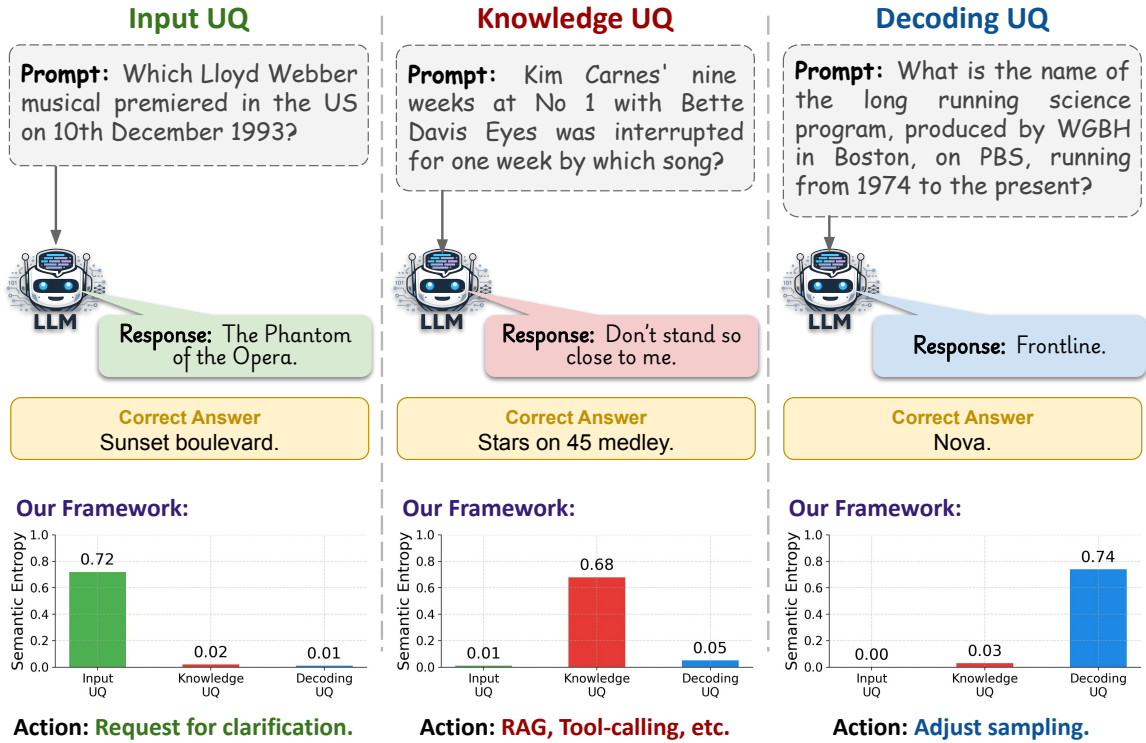 Input UQ
Prompt: Which Lloyd Webber
musical premiered in the US
on 10th December 1993?
LLM
Response: The Phantom
of the Opera.
Correct Answer
Sunset boulevard.
Our Framework:
Semantic Entropy
1.0
0.8
0.6
0.4
0.2
0.0
0.72
0.02
0.01
Input
UQ
Knowledge
UQ
Decoding
UQ
Action: Request for clarification.
Knowledge UQ
Prompt: Kim Carnes' nine
weeks at No 1 with Bette
Davis Eyes was interrupted
for one week by which song?
LLM
Response: Don't stand so
close to me.
Correct Answer
Stars on 45 medley.
Our Framework:
Semantic Entropy
1.0
0.8
0.6
0.4
0.2
0.0
0.01
0.68
0.05
Input
UQ
Knowledge
UQ
Decoding
UQ
Action: RAG, Tool-calling, etc.
Decoding UQ
Prompt: What is the name of
the long running science
program, produced by WGBH
in Boston, on PBS, running
from 1974 to the present?
LLM
Response: Frontline.
Correct Answer
Nova.
Our Framework:
Semantic Entropy
1.0
0.8
0.6
0.4
0.2
0.0
0.00
0.03
0.74
Input
UQ
Knowledge
UQ
Decoding
UQ
Action: Adjust sampling.